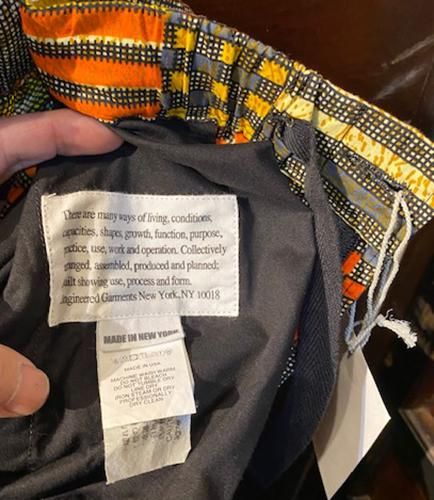 There are many ways of living, conditions,
capacities, shapes, growth, function, purpose,
practice, use, work and operation. Collectively
arranged, assembled, produced and planned;
built showing use, process and form.
Engineered Garments New York, NY 10018
MADE IN NEW YORK
MADE IN USA
MACHINE WASH WARM
DO NOT BLEACH
DO NOT TUMBLE DRY
LINE DRY
IRON STEAM OR DRY
PROFESSIONALLY
DRY CLEAN